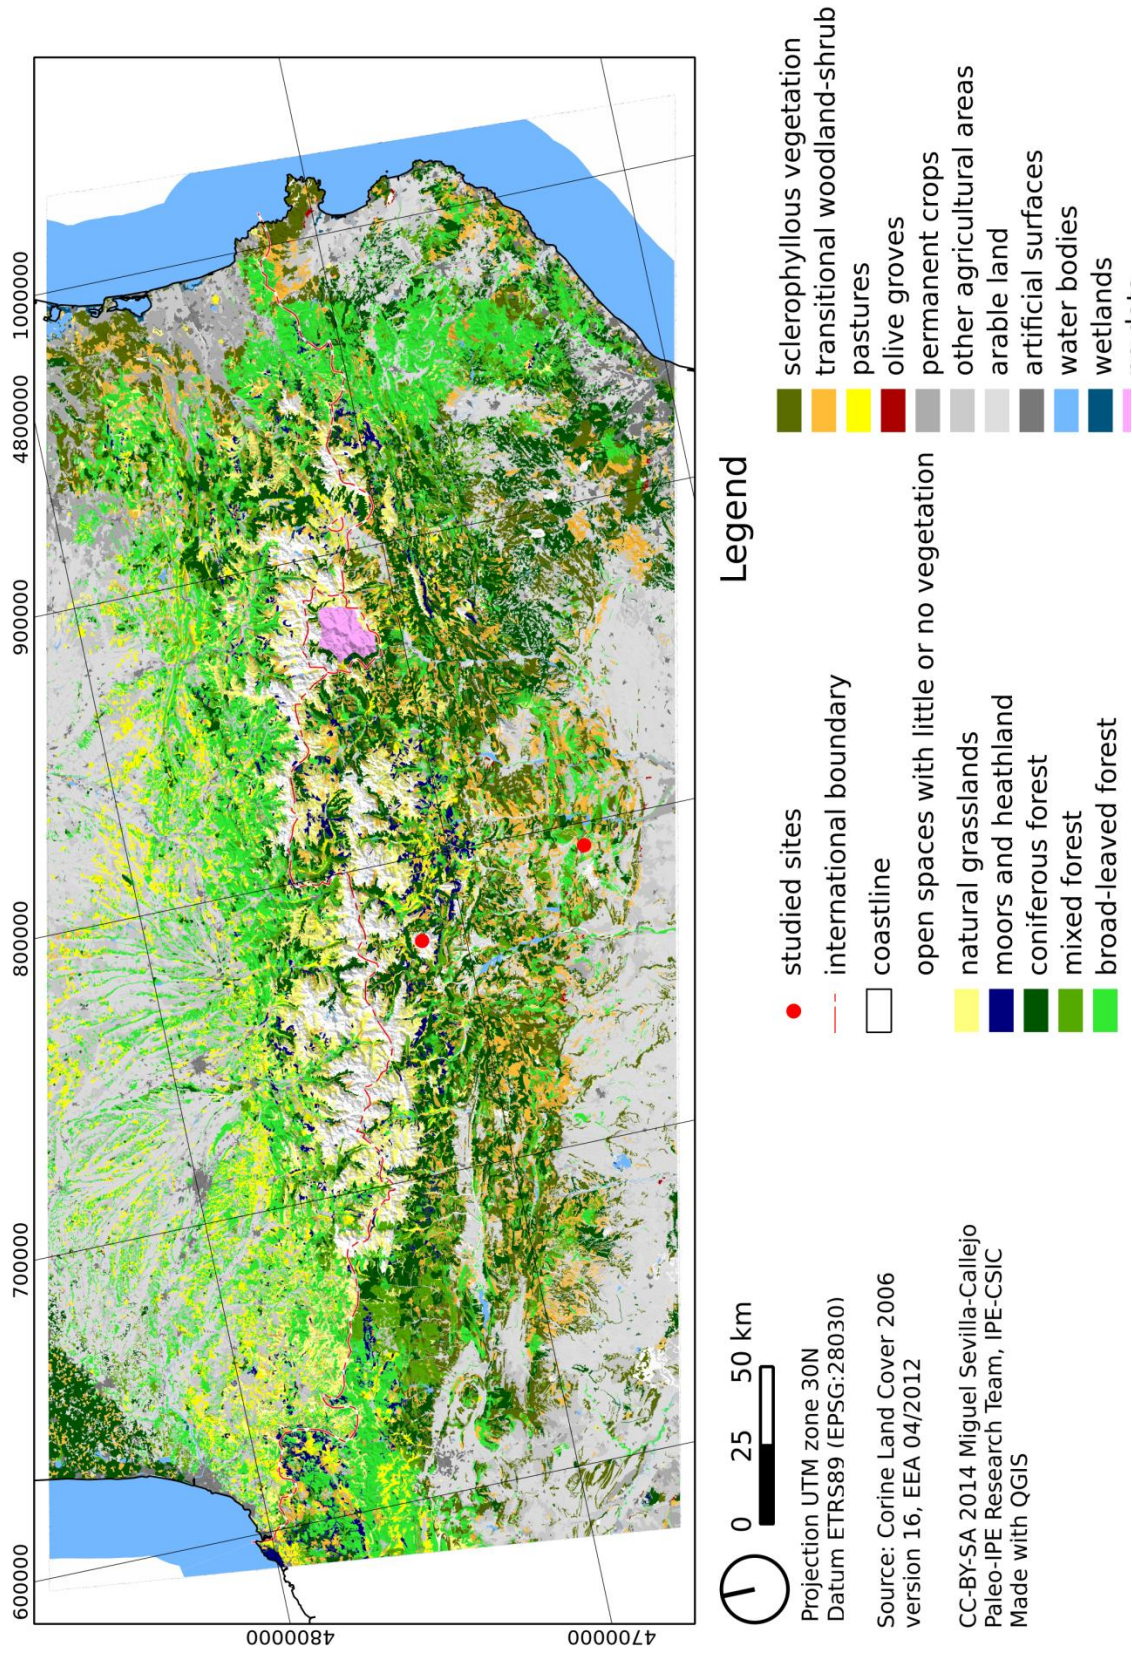 600000
700000
800000
900000
4800000
1000000
4800000
4700000
0 25 50 km
Projection UTM zone 30N
Datum ETRS89 (EPSG:28030)
Source: Corine Land Cover 2006
version 16, EEA 04/2012
CC-BY-SA 2014 Miguel Sevilla-Callejo
Paleo-IPE Research Team, IPE-CSIC
Made with QGIS
Legend
studied sites
international boundary
coastline
open spaces with little or no vegetation
natural grasslands
moors and heathland
coniferous forest
mixed forest
broad-leaved forest
sclerophyllous vegetation
transitional woodland-shrub
pastures
olive groves
permanent crops
other agricultural areas
arable land
artificial surfaces
water bodies
wetlands